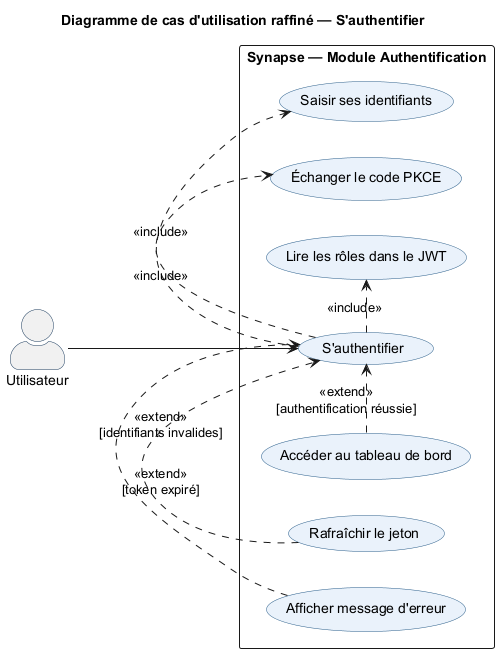 Diagramme de cas d'utilisation raffiné — S'authentifier
Synapse — Module Authentification
Saisir ses identifiants
Échanger le code PKCE
«include»
Lire les rôles dans le JWT
«include»
«include»
S'authentifier
Utilisateur
«extend»
[authentification réussie]
«extend»
[identifiants invalides]
Accéder au tableau de bord
«extend»
[token expiré]
Rafraîchir le jeton
Afficher message d'erreur